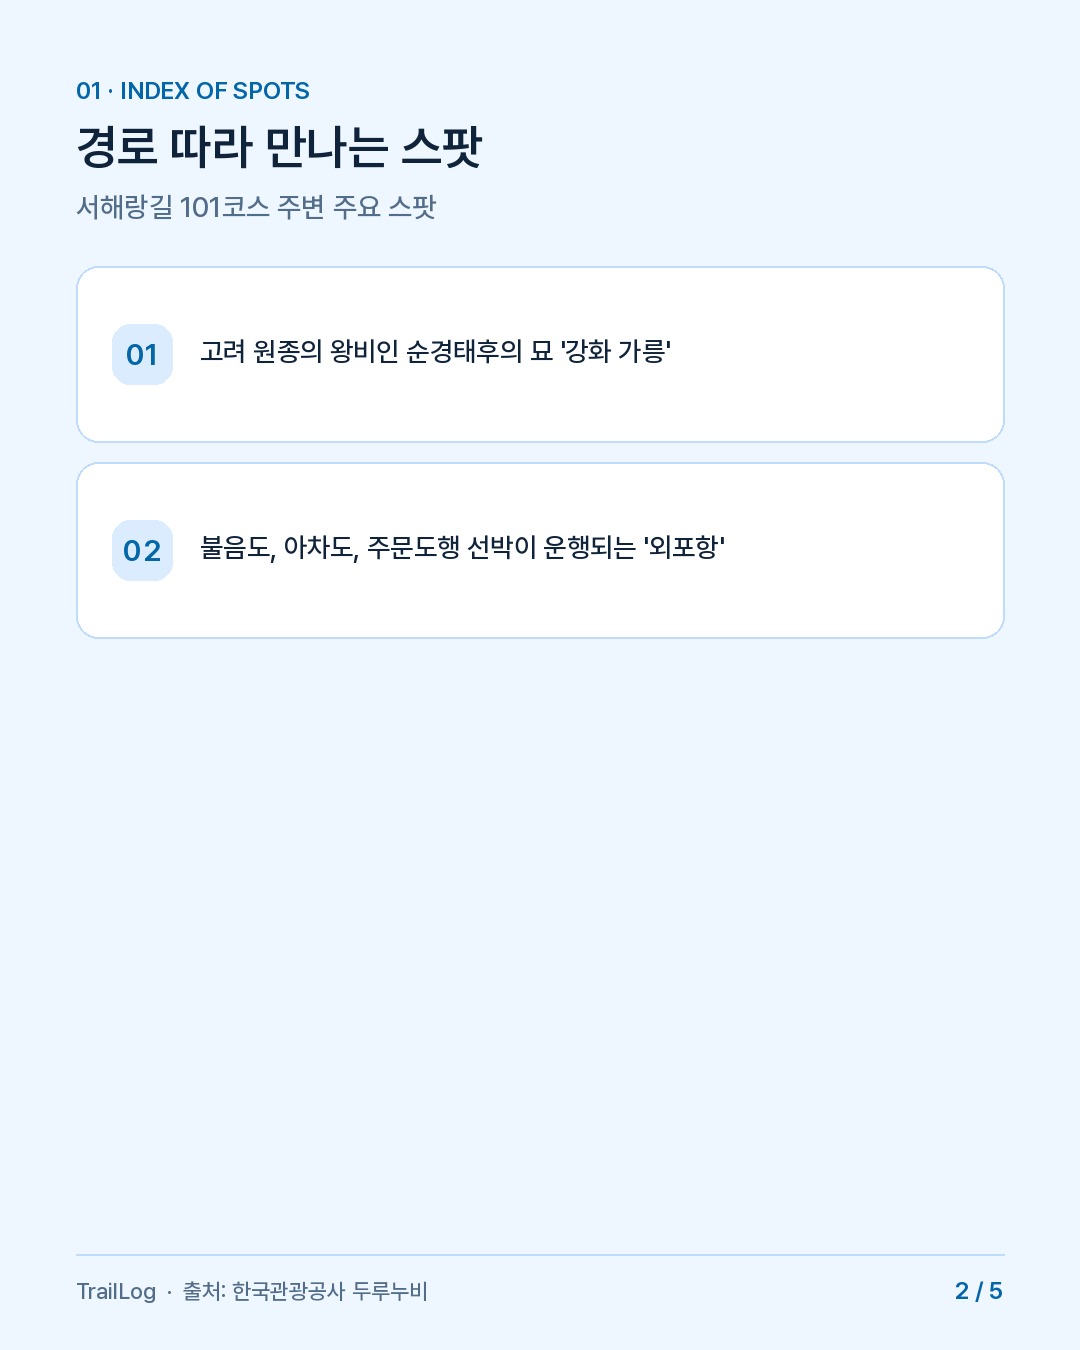 01 · INDEX OF SPOTS
경로 따라 만나는 스팟
서해랑길 101코스 주변 주요 스팟
01 고려 원종의 왕비인 순경태후의 묘 '강화 가릉'
02 불음도, 아차도, 주문도행 선박이 운행되는 '외포항'
TrailLog · 출처: 한국관광공사 두루누비 2 / 5